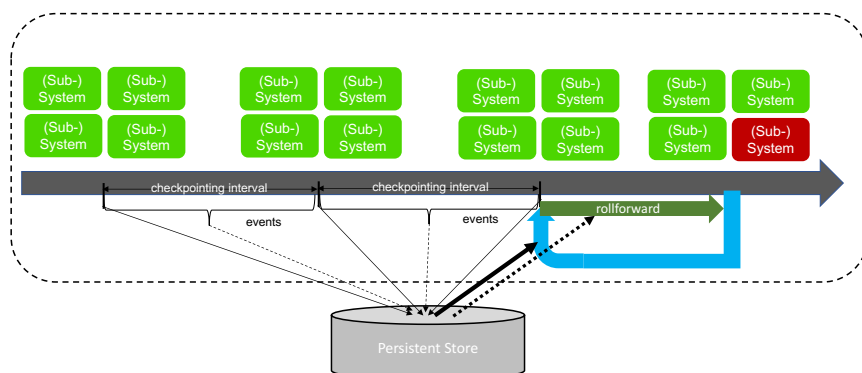 (Sub-)
System
(Sub-)
System
(Sub-)
System
(Sub-)
System
(Sub-)
System
(Sub-)
System
(Sub-)
System
(Sub-)
System
(Sub-)
System
(Sub-)
System
(Sub-)
System
(Sub-)
System
(Sub-)
System
(Sub-)
System
(Sub-)
System
(Sub-)
System
checkpointing interval
checkpointing interval
events
events
rollforward
Persistent Store